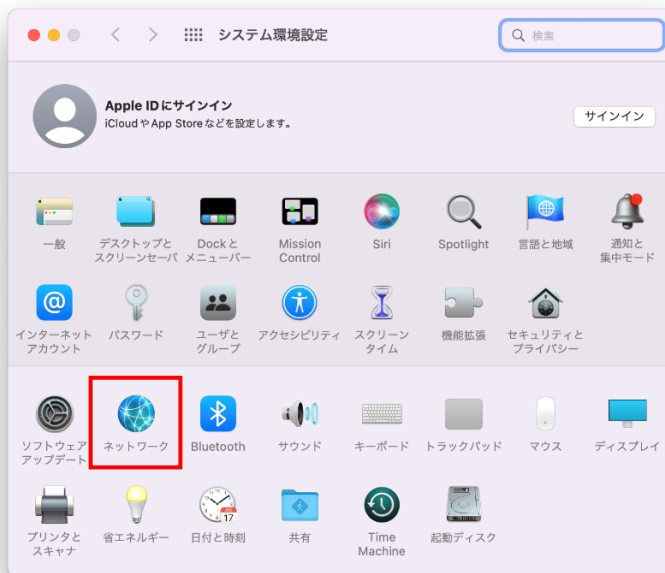 システム環境設定
検索
Apple IDにサインイン
iCloudやApp Storeなどを設定します。
サインイン
一般
デスクトップと
スクリーンセーバ
Dockと
メニューバー
Mission
Control
Siri
Spotlight
言語と地域
通知と
集中モード
インターネット
アカウント
パスワード
ユーザと
グループ
アクセシビリティ
スクリーン
タイム
機能拡張
セキュリティと
プライバシー
ソフトウェア
アップデート
ネットワーク
Bluetooth
サウンド
キーボード
トラックパッド
マウス
ディスプレイ
プリンタと
スキャナ
省エネルギー
JUL
17
日付と時刻
共有
Time
Machine
起動ディスク